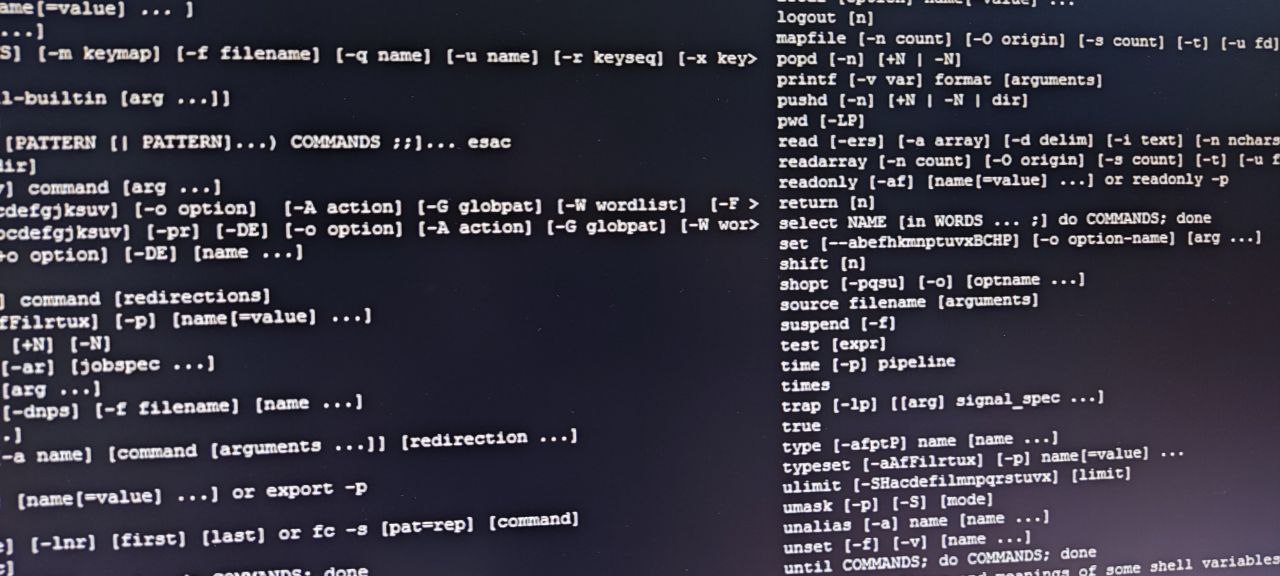 ame[=value] ... ]
...]
S] [-m keymap] [-f filename] [-q name] [-u name] [-r keyseq] [-x key>
l-builtin [arg ...]]
[PATTERN [| PATTERN]...) COMMANDS ;;]... esac
dir]
v] command [arg ...]
cdefgjksuv] [-o option] [-A action] [-G globpat] [-W wordlist] [-F >
bcdefgjksuv] [-pr] [-DE] [-o option] [-A action] [-G globpat] [-W wor>
+o option] [-DE] [name ...]
] command [redirections]
fFilrtux] [-p] [name[=value] ...]
[+N] [-N]
[-ar] [jobspec ...]
[arg ...]
[-dnps] [-f filename] [name ...]
.]
-a name] [command [arguments ...]] [redirection ...]
[name[=value] ...] or export -p
e] [-lnr] [first] [last] or fc -s [pat=rep] [command]
c]
COMMANDS; done
logout [n]
mapfile [-n count] [-O origin] [-s count] [-t] [-u fd]
popd [-n] [+N | -N]
printf [-v var] format [arguments]
pushd [-n] [+N | -N | dir]
pwd [-LP]
read [-ers] [-a array] [-d delim] [-i text] [-n nchars
readarray [-n count] [-O origin] [-s count] [-t] [-u f
readonly [-af] [name[=value] ...] or readonly -p
return [n]
select NAME [in WORDS ... ;] do COMMANDS; done
set [--abefhkmnptuvxBCHP] [-o option-name] [arg ...]
shift [n]
shopt [-pqsu] [-o] [optname ...]
source filename [arguments]
suspend [-f]
test [expr]
time [-p] pipeline
times
trap [-lp] [[arg] signal_spec ...]
true
type [-afptP] name [name ...]
typeset [-aAfFilrtux] [-p] name[=value] ...
ulimit [-SHacdefilmnpqrstuvx] [limit]
umask [-p] [-S] [mode]
unalias [-a] name [name ...]
unset [-f] [-v] [name ...]
until COMMANDS; do COMMANDS; done
meanings of some shell variables